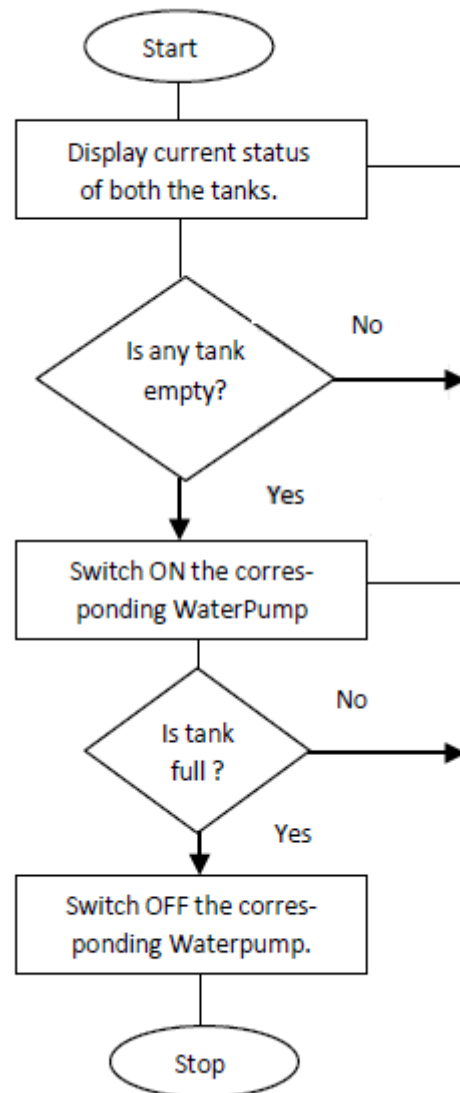 Start
Display current status
of both the tanks.
Is any tank
empty?
No
Yes
Switch ON the corres-
ponding WaterPump
No
Is tank
full ?
Yes
Switch OFF the corres-
ponding Waterpump.
Stop